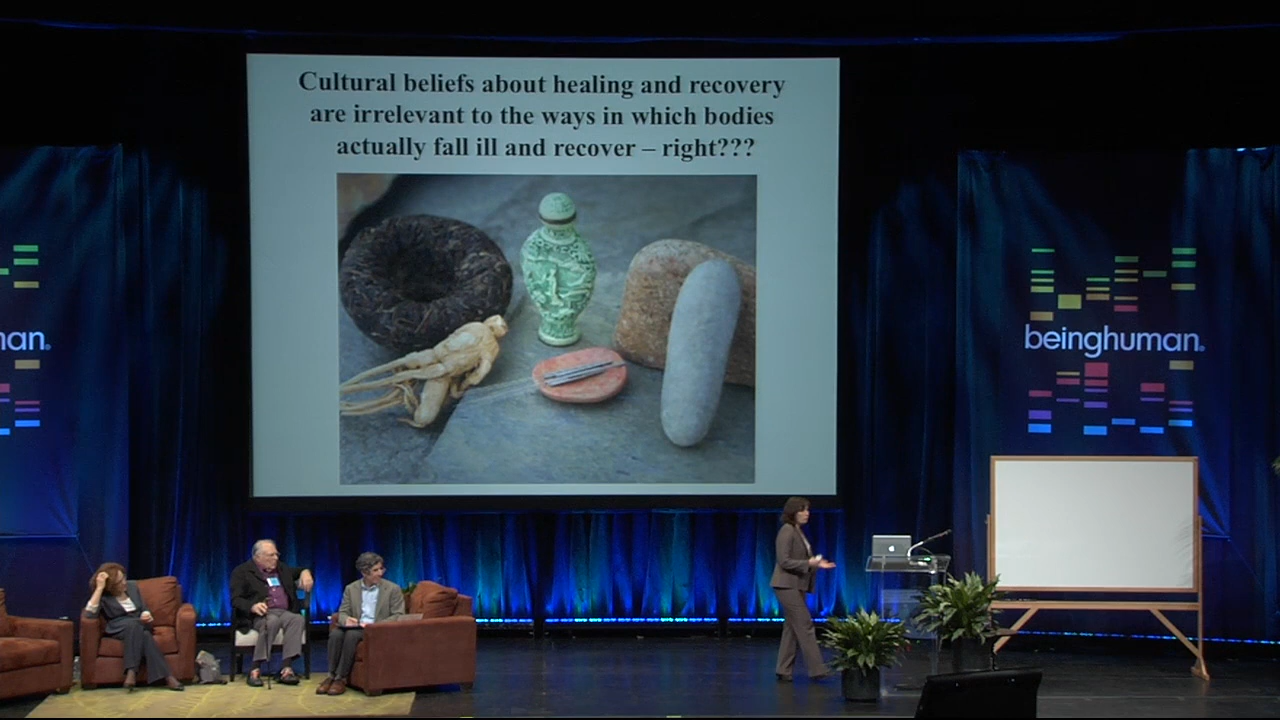 Cultural beliefs about healing and recovery
are irrelevant to the ways in which bodies
actually fall ill and recover – right???
man.
beinghuman.